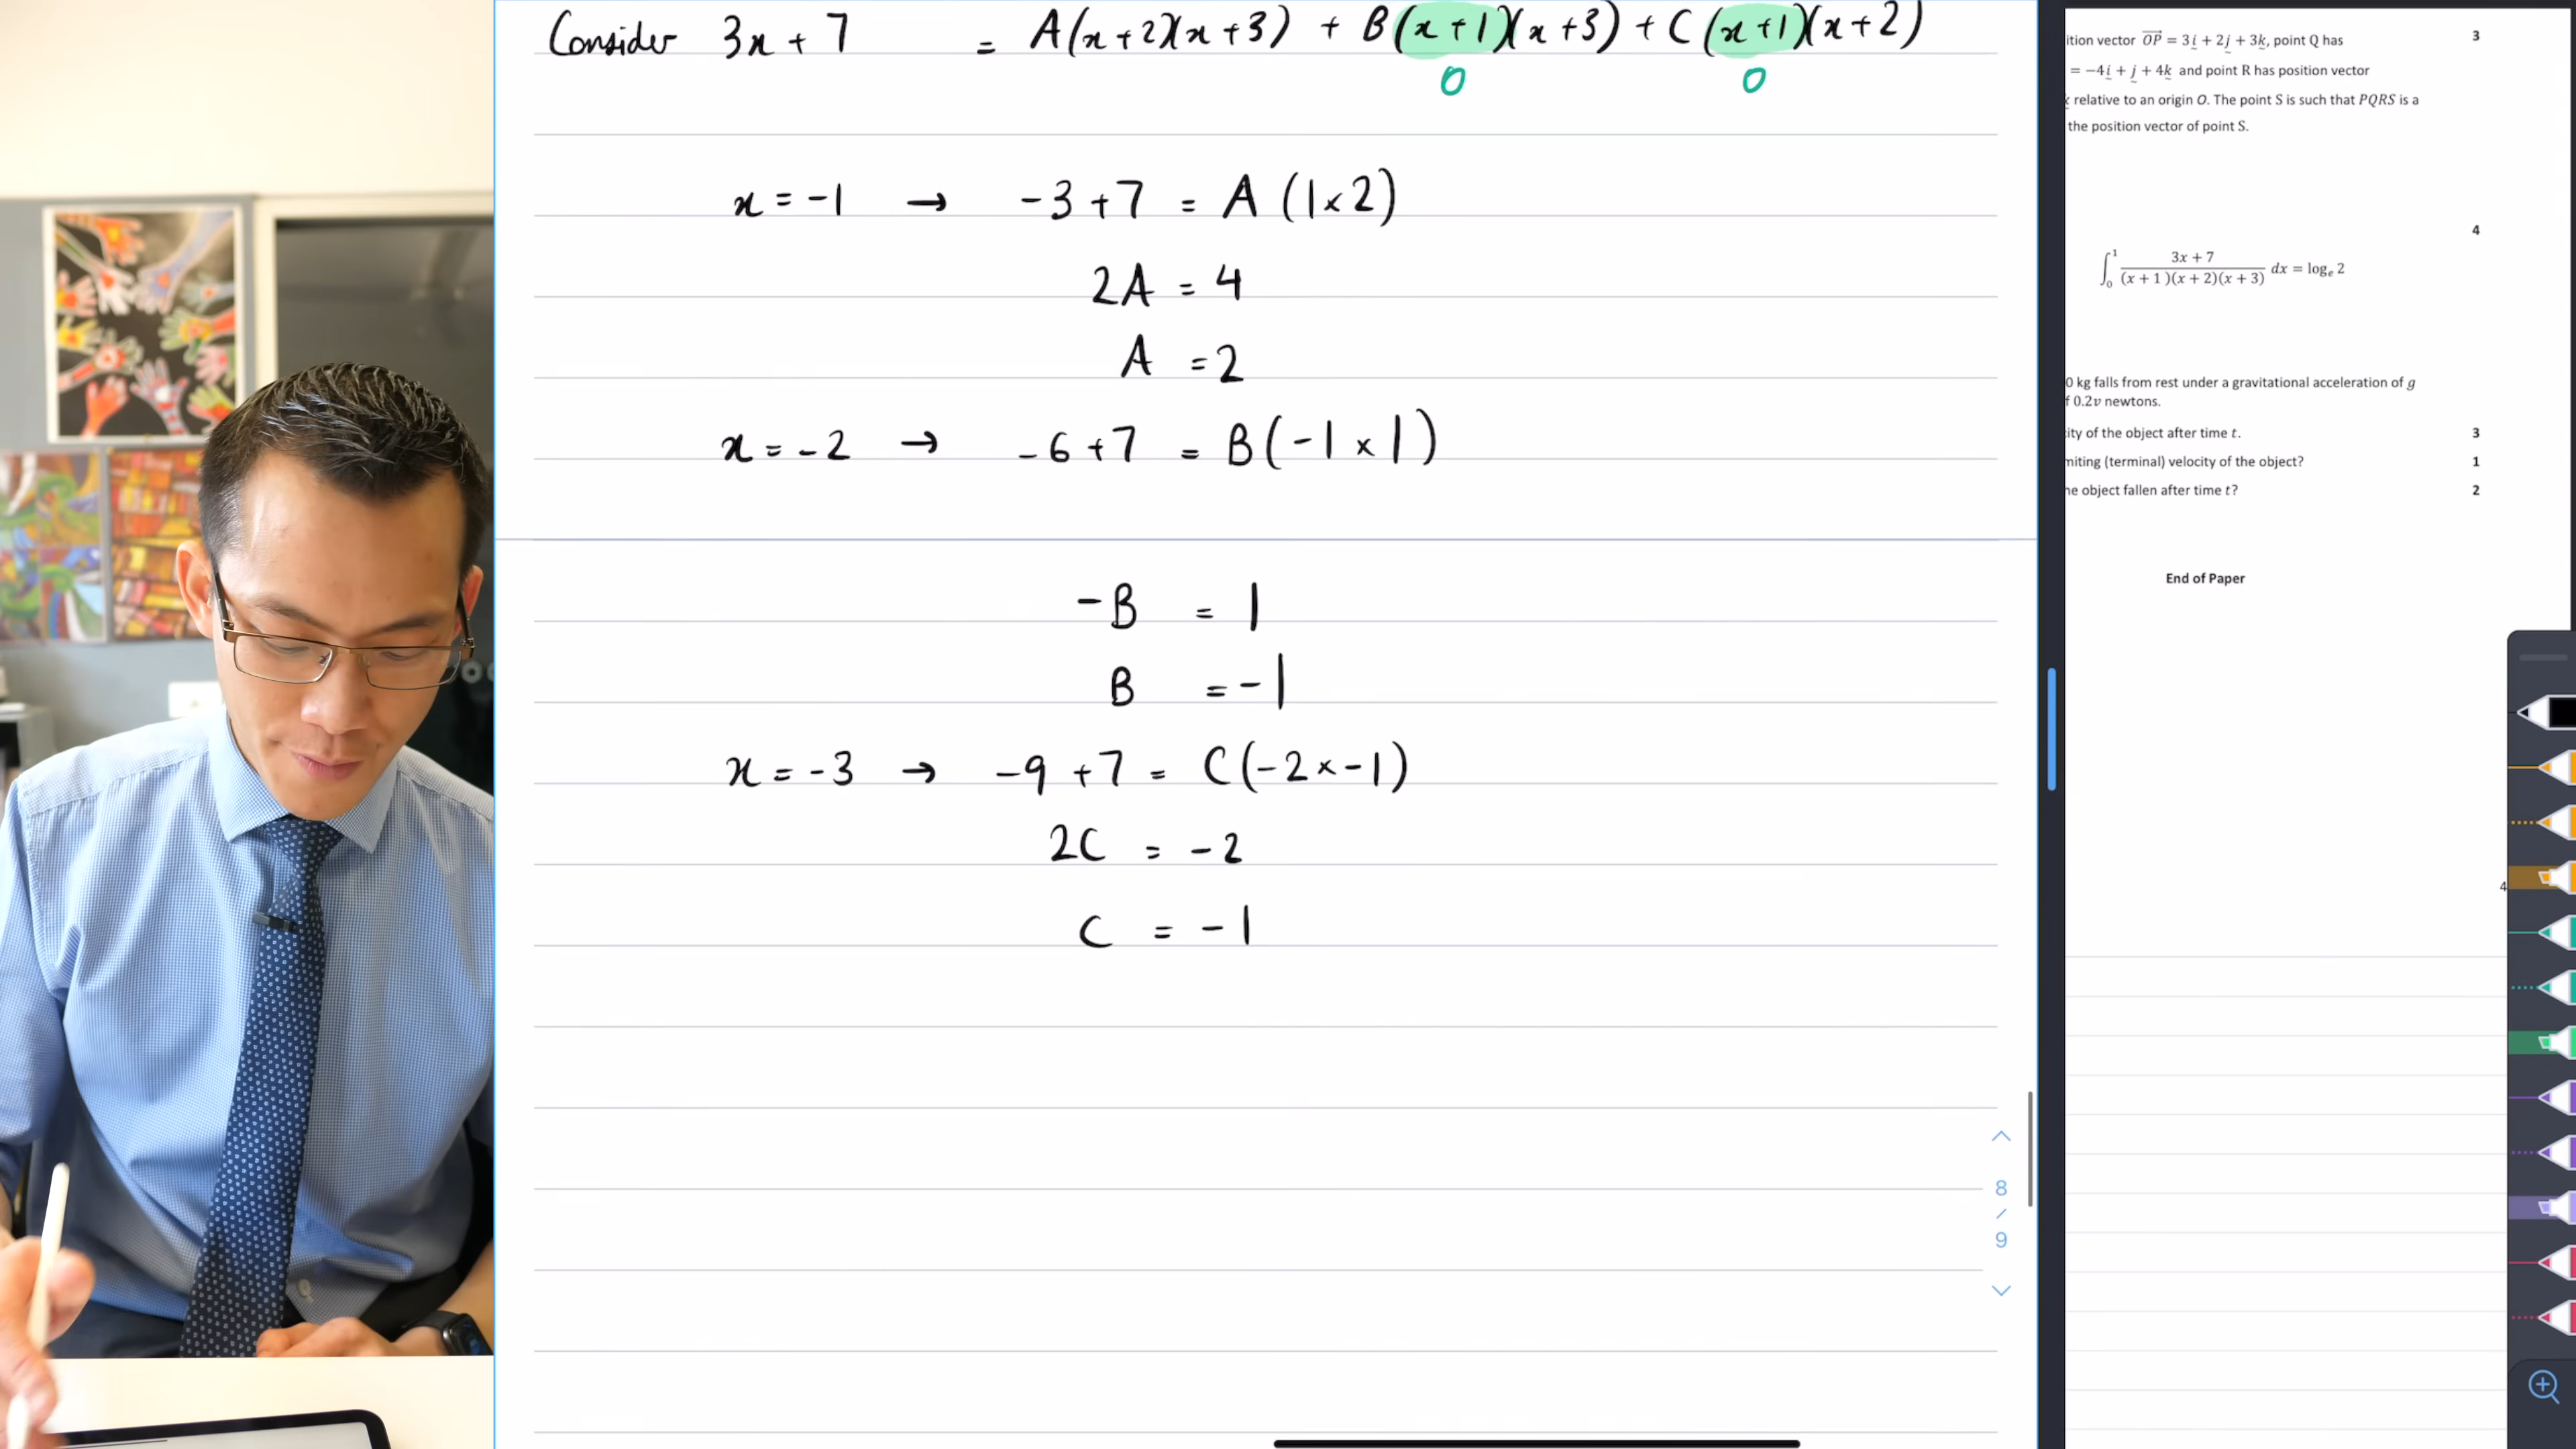 Consider 3x + 7 = A(x+2)(x+3) + B(x+1)(x+3) + C(x+1)(x+2)
0 0
x = -1 → -3 + 7 = A (1×2)
2A = 4
A = 2
x = -2 → -6 + 7 = B(-1 × 1)
-B = 1
B = -1
x = -3 → -9 + 7 = C(-2 × -1)
2C = -2
C = -1
8
/
9
ition vector OP = 3i + 2j + 3k, point Q has 3
= −4i + j + 4k and point R has position vector
relative to an origin O. The point S is such that PQRS is a
the position vector of point S.
4
∫₀¹ (3x + 7)/((x + 1 )(x + 2)(x + 3)) dx = logₑ 2
0 kg falls from rest under a gravitational acceleration of g
f 0.2v newtons.
ity of the object after time t. 3
miting (terminal) velocity of the object? 1
he object fallen after time t? 2
End of Paper
4